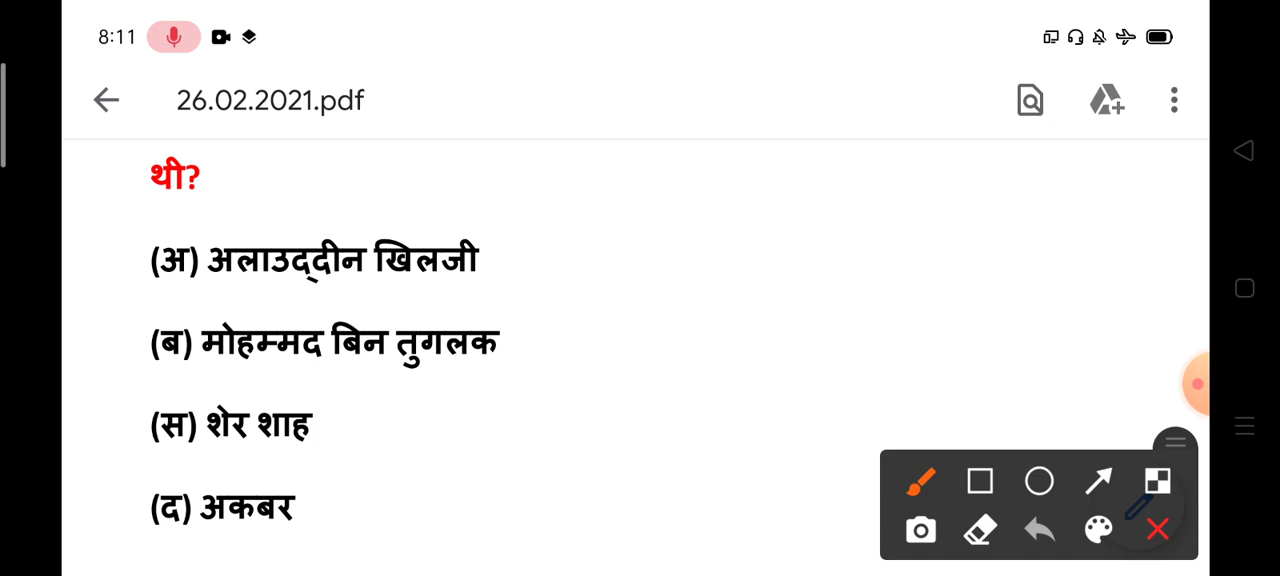 8:11
26.02.2021.pdf
थी?
(अ) अलाउद्दीन खिलजी
(ब) मोहम्मद बिन तुगलक
(स) शेर शाह
(द) अकबर